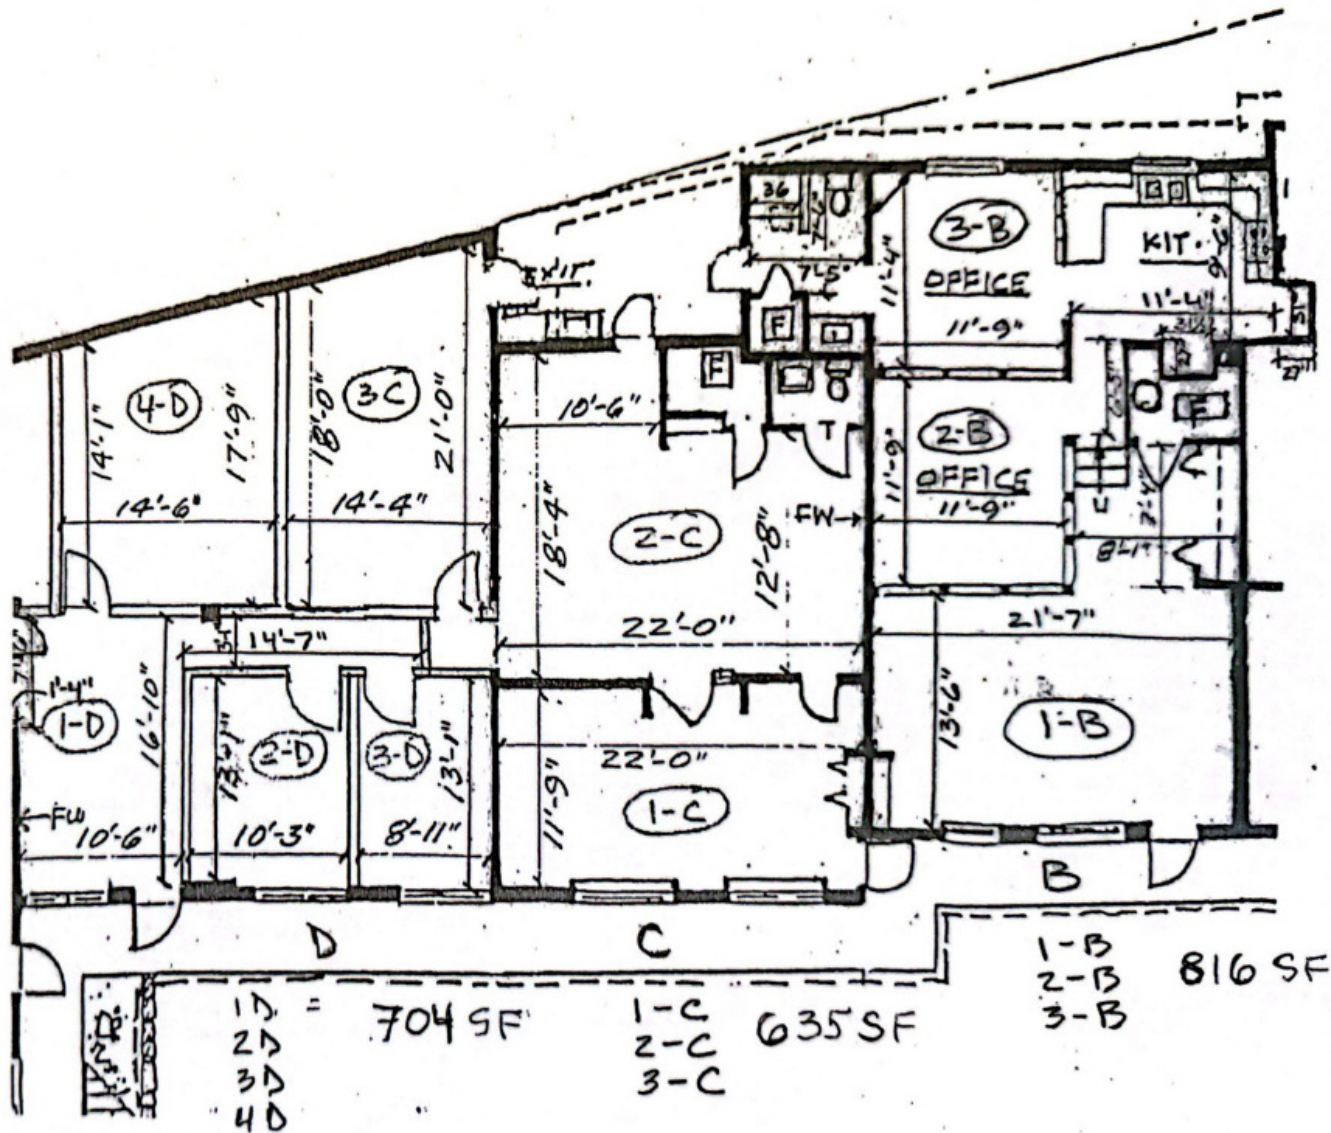 36
7'-5"
3-B
OFFICE
11'-4"
11'-9"
KIT.
11'-4"
27"
F
4-D
14'-1"
17'-9"
14'-6"
3C
18'-0"
21'-0"
14'-4"
10'-6"
F
T
2-C
18'-4"
12'-8"
FW
22'-0"
2-B
OFFICE
11'-9"
11'-9"
F
8'-1"
14'-7"
1'-4"
1-D
16'-10"
FW
10'-6"
2-D
10'-3"
3-D
13'-1"
8'-11"
22'-0"
11'-9"
1-C
21'-7"
13'-6"
1-B
D
C
B
1D = 704 SF
2D
3D
4D
1-C 635 SF
2-C
3-C
1-B 816 SF
2-B
3-B